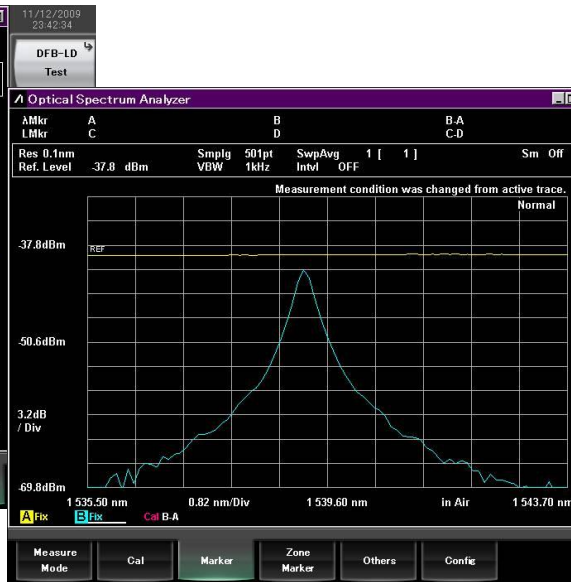 11/12/2009
23:42:34
DFB-LD
Test
Optical Spectrum Analyzer
λMkr A B B-A
LMkr C D C-D
Res 0.1nm Smplg 501pt SwpAvg 1 [ 1] Sm Off
Ref. Level -37.8 dBm VBW 1kHz Intvl OFF
Measurement condition was changed from active trace.
Normal
-37.8dBm
REF
-50.6dBm
3.2dB
/ Div
-69.8dBm
1 535.50 nm 0.82 nm/Div 1 539.60 nm in Air 1 543.70 nm
A Fix B Fix Cal B-A
Measure
Mode
Cal
Marker
Zone
Marker
Others
Config